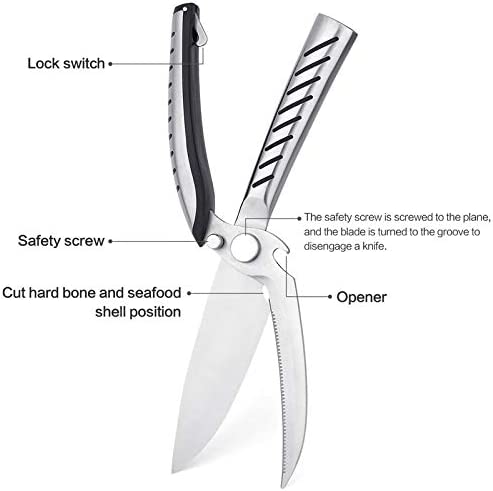 Lock switch
The safety screw is screwed to the plane,
and the blade is turned to the groove to
disengage a knife.
Safety screw
Cut hard bone and seafood
shell position
Opener